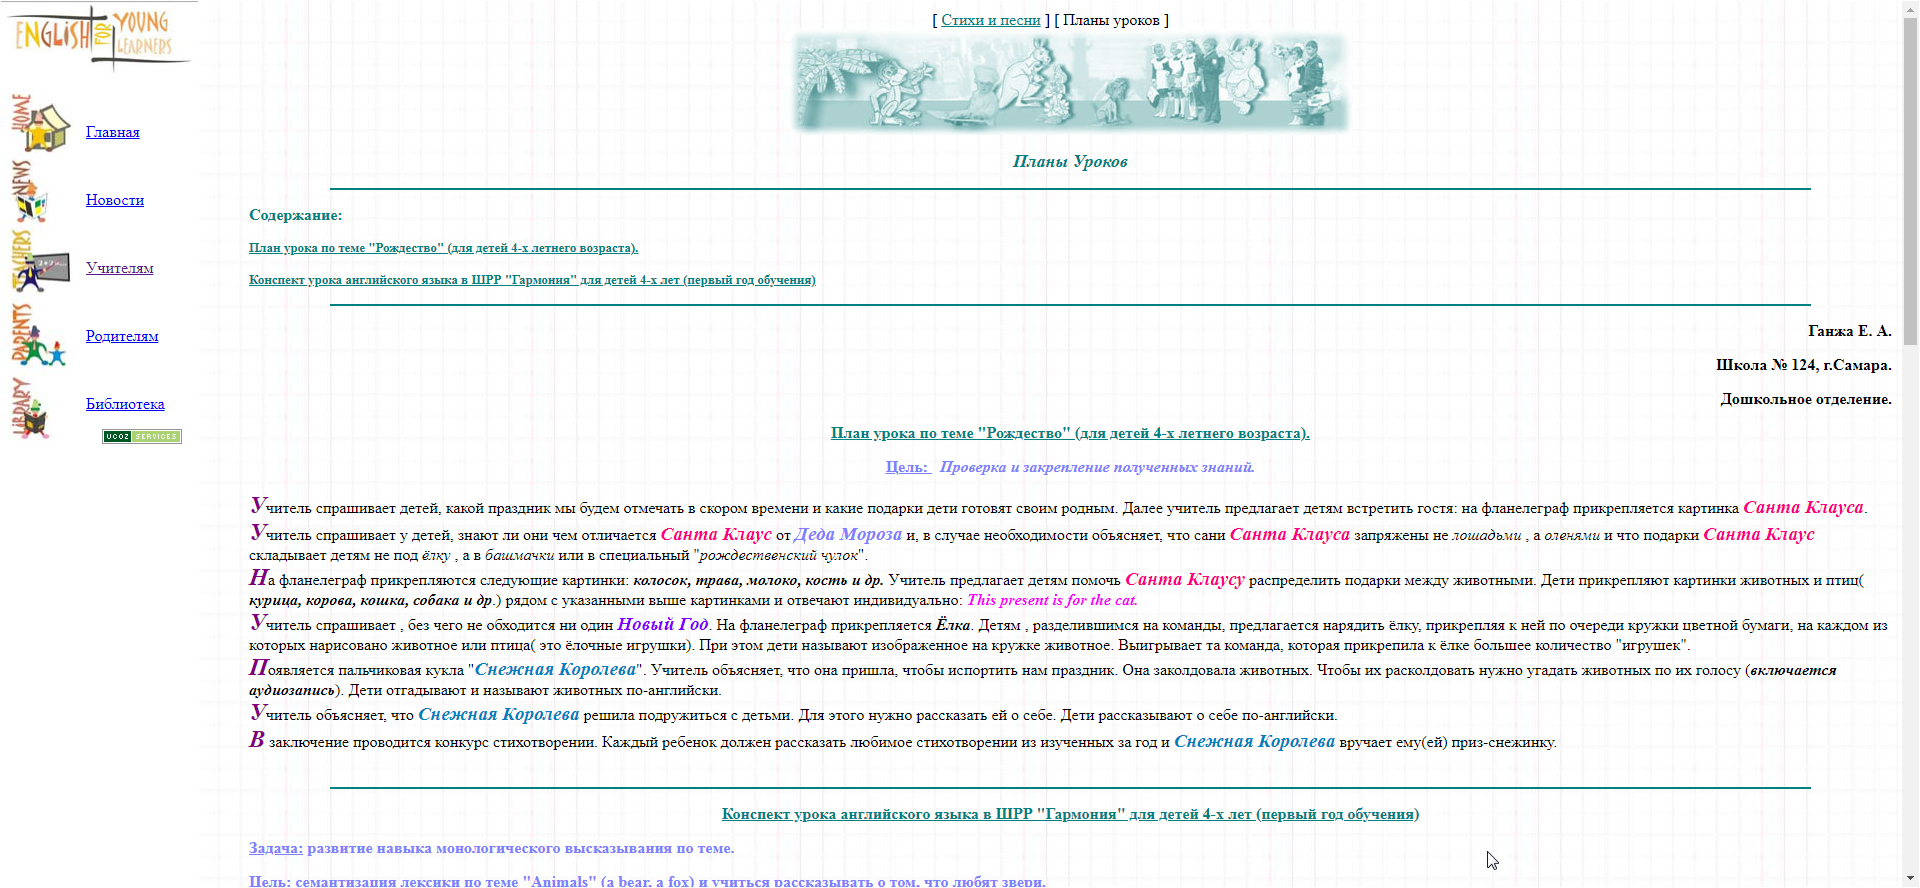 ENGLISH FOR YOUNG LEARNERS
HOME
Главная
NEWS
Новости
TEACHERS
Учителям
PARENTS
Родителям
LIBRARY
Библиотека
UCOZ SERVICES
[ Стихи и песни ] [ Планы уроков ]
Планы Уроков
Содержание:
План урока по теме "Рождество" (для детей 4-х летнего возраста).
Конспект урока английского языка в ШРР "Гармония" для детей 4-х лет (первый год обучения)
Ганжа Е. А.
Школа № 124, г.Самара.
Дошкольное отделение.
План урока по теме "Рождество" (для детей 4-х летнего возраста).
Цель: Проверка и закрепление полученных знаний.
Учитель спрашивает детей, какой праздник мы будем отмечать в скором времени и какие подарки дети готовят своим родным. Далее учитель предлагает детям встретить гостя: на фланелеграф прикрепляется картинка Санта Клауса.
Учитель спрашивает у детей, знают ли они чем отличается Санта Клаус от Деда Мороза и, в случае необходимости объясняет, что сани Санта Клауса запряжены не лошадьми , а оленями и что подарки Санта Клаус
складывает детям не под ёлку , а в башмачки или в специальный "рождественский чулок".
На фланелеграф прикрепляются следующие картинки: колосок, трава, молоко, кость и др. Учитель предлагает детям помочь Санта Клаусу распределить подарки между животными. Дети прикрепляют картинки животных и птиц(
курица, корова, кошка, собака и др.) рядом с указанными выше картинками и отвечают индивидуально: This present is for the cat.
Учитель спрашивает , без чего не обходится ни один Новый Год. На фланелеграф прикрепляется Ёлка. Детям , разделившимся на команды, предлагается нарядить ёлку, прикрепляя к ней по очереди кружки цветной бумаги, на каждом из
которых нарисовано животное или птица( это ёлочные игрушки). При этом дети называют изображенное на кружке животное. Выигрывает та команда, которая прикрепила к ёлке большее количество "игрушек".
Появляется пальчиковая кукла "Снежная Королева". Учитель объясняет, что она пришла, чтобы испортить нам праздник. Она заколдовала животных. Чтобы их расколдовать нужно угадать животных по их голосу (включается
аудиозапись). Дети отгадывают и называют животных по-английски.
Учитель объясняет, что Снежная Королева решила подружиться с детьми. Для этого нужно рассказать ей о себе. Дети рассказывают о себе по-английски.
В заключение проводится конкурс стихотворении. Каждый ребенок должен рассказать любимое стихотворении из изученных за год и Снежная Королева вручает ему(ей) приз-снежинку.
Конспект урока английского языка в ШРР "Гармония" для детей 4-х лет (первый год обучения)
Задача: развитие навыка монологического высказывания по теме.
Цель: семантизация лексики по теме "Animals" (a bear, a fox) и учиться рассказывать о том, что любят звери.